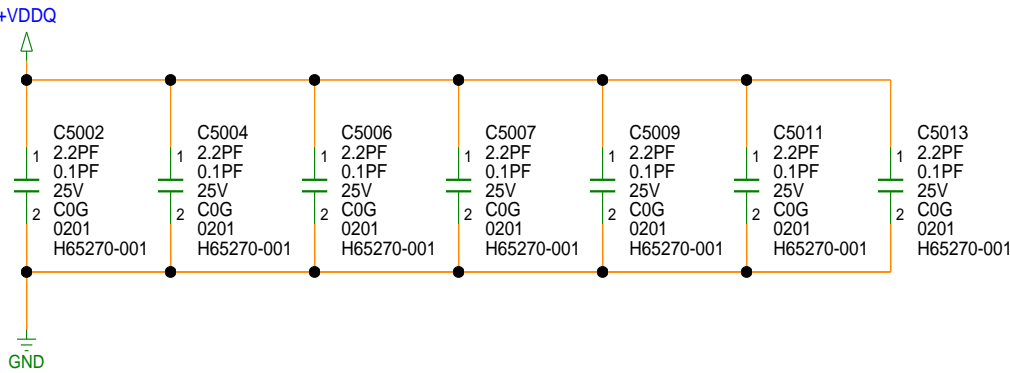 +VDDQ
C5002
1
2.2PF
0.1PF
25V
2
C0G
0201
H65270-001
C5004
1
2.2PF
0.1PF
25V
2
C0G
0201
H65270-001
C5006
1
2.2PF
0.1PF
25V
2
C0G
0201
H65270-001
C5007
1
2.2PF
0.1PF
25V
2
C0G
0201
H65270-001
C5009
1
2.2PF
0.1PF
25V
2
C0G
0201
H65270-001
C5011
1
2.2PF
0.1PF
25V
2
C0G
0201
H65270-001
C5013
1
2.2PF
0.1PF
25V
2
C0G
0201
H65270-001
GND